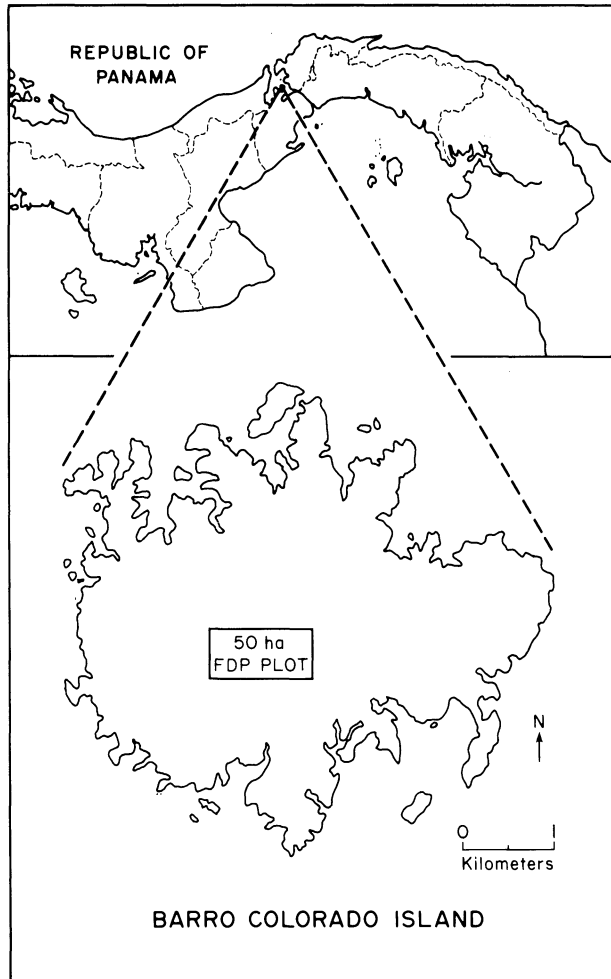 REPUBLIC OF
PANAMA
50 ha
FDP PLOT
N
0 1
Kilometers
BARRO COLORADO ISLAND